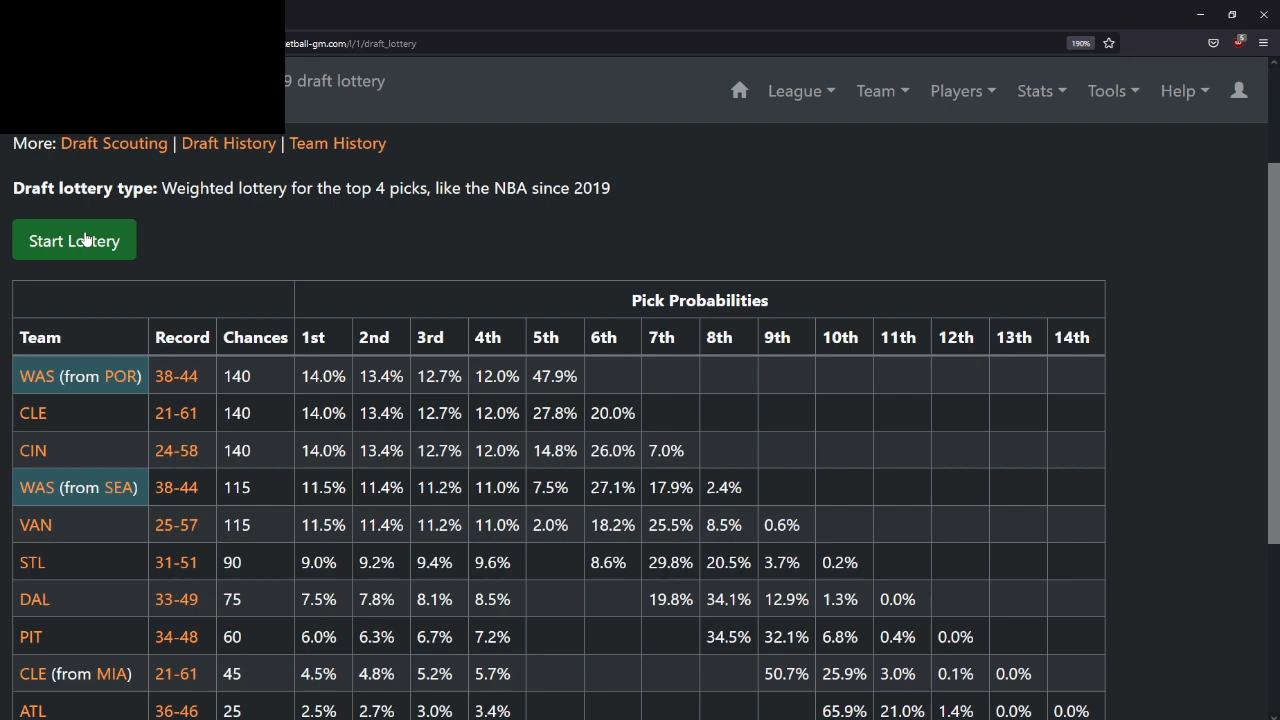 etball-gm.com/l/1/draft_lottery 190% 5
9 draft lottery League Team Players Stats Tools Help
More: Draft Scouting | Draft History | Team History
Draft lottery type: Weighted lottery for the top 4 picks, like the NBA since 2019
Start Lottery
Pick Probabilities
Team Record Chances 1st 2nd 3rd 4th 5th 6th 7th 8th 9th 10th 11th 12th 13th 14th
WAS (from POR) 38-44 140 14.0% 13.4% 12.7% 12.0% 47.9%
CLE 21-61 140 14.0% 13.4% 12.7% 12.0% 27.8% 20.0%
CIN 24-58 140 14.0% 13.4% 12.7% 12.0% 14.8% 26.0% 7.0%
WAS (from SEA) 38-44 115 11.5% 11.4% 11.2% 11.0% 7.5% 27.1% 17.9% 2.4%
VAN 25-57 115 11.5% 11.4% 11.2% 11.0% 2.0% 18.2% 25.5% 8.5% 0.6%
STL 31-51 90 9.0% 9.2% 9.4% 9.6% 8.6% 29.8% 20.5% 3.7% 0.2%
DAL 33-49 75 7.5% 7.8% 8.1% 8.5% 19.8% 34.1% 12.9% 1.3% 0.0%
PIT 34-48 60 6.0% 6.3% 6.7% 7.2% 34.5% 32.1% 6.8% 0.4% 0.0%
CLE (from MIA) 21-61 45 4.5% 4.8% 5.2% 5.7% 50.7% 25.9% 3.0% 0.1% 0.0%
ATL 36-46 25 2.5% 2.7% 3.0% 3.4% 65.9% 21.0% 1.4% 0.0% 0.0%